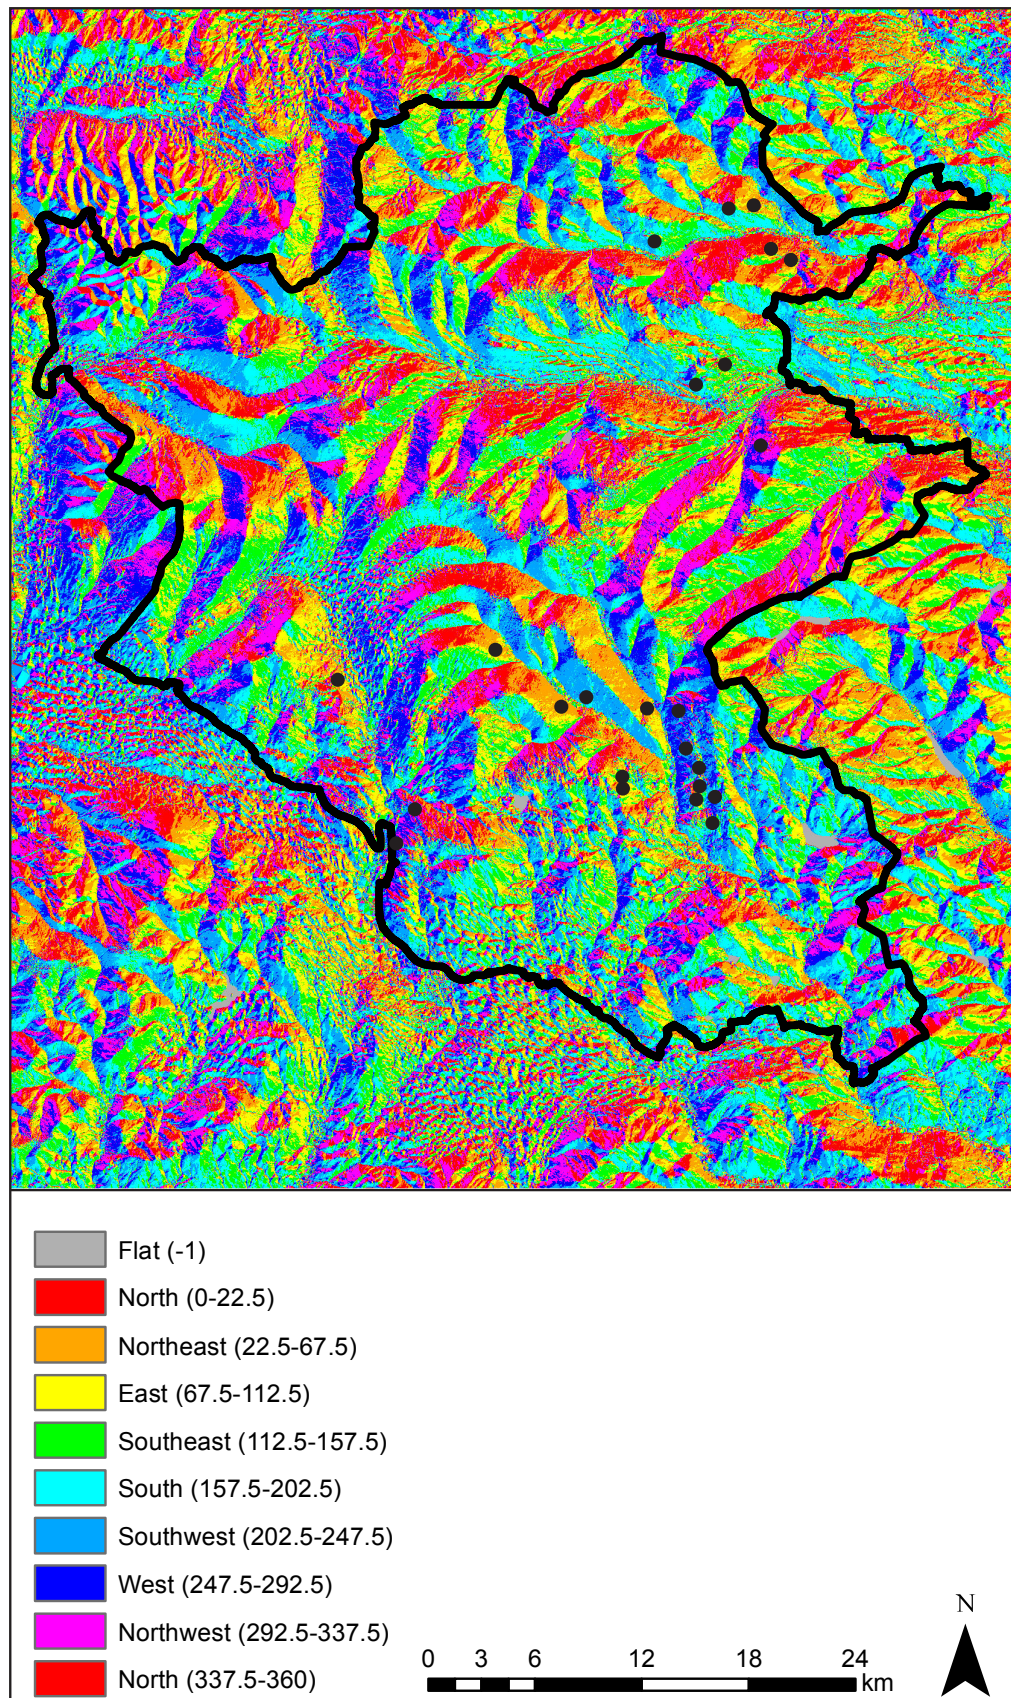 Flat (-1)
North (0-22.5)
Northeast (22.5-67.5)
East (67.5-112.5)
Southeast (112.5-157.5)
South (157.5-202.5)
Southwest (202.5-247.5)
West (247.5-292.5)
Northwest (292.5-337.5)
North (337.5-360)
N
0 3 6 12 18 24
km